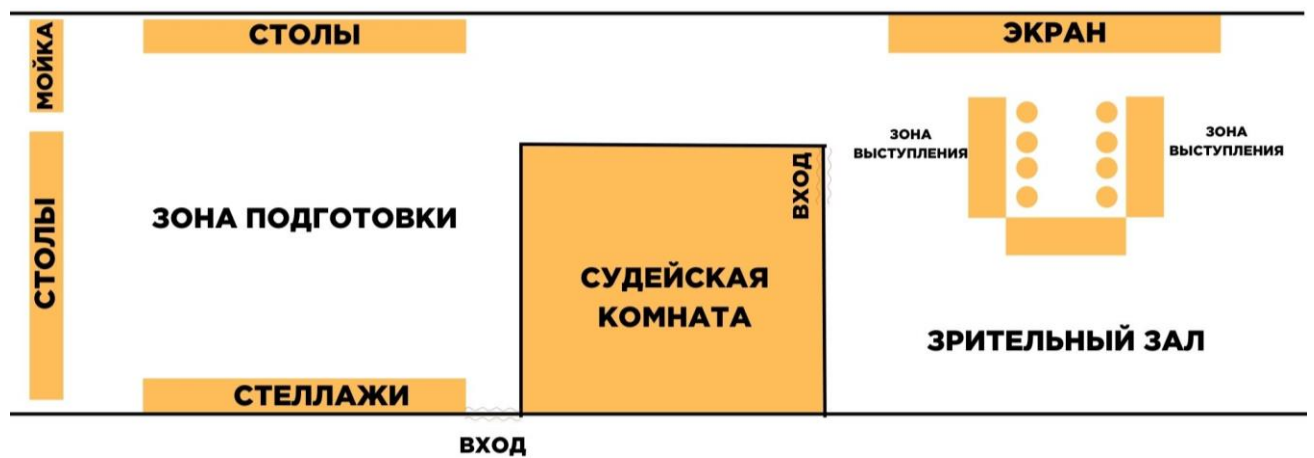 СТОЛЫ
ЭКРАН
МОЙКА
ЗОНА
ВЫСТУПЛЕНИЯ
ЗОНА
ВЫСТУПЛЕНИЯ
ВХОД
СТОЛЫ
ЗОНА ПОДГОТОВКИ
СУДЕЙСКАЯ
КОМНАТА
ЗРИТЕЛЬНЫЙ ЗАЛ
СТЕЛЛАЖИ
ВХОД